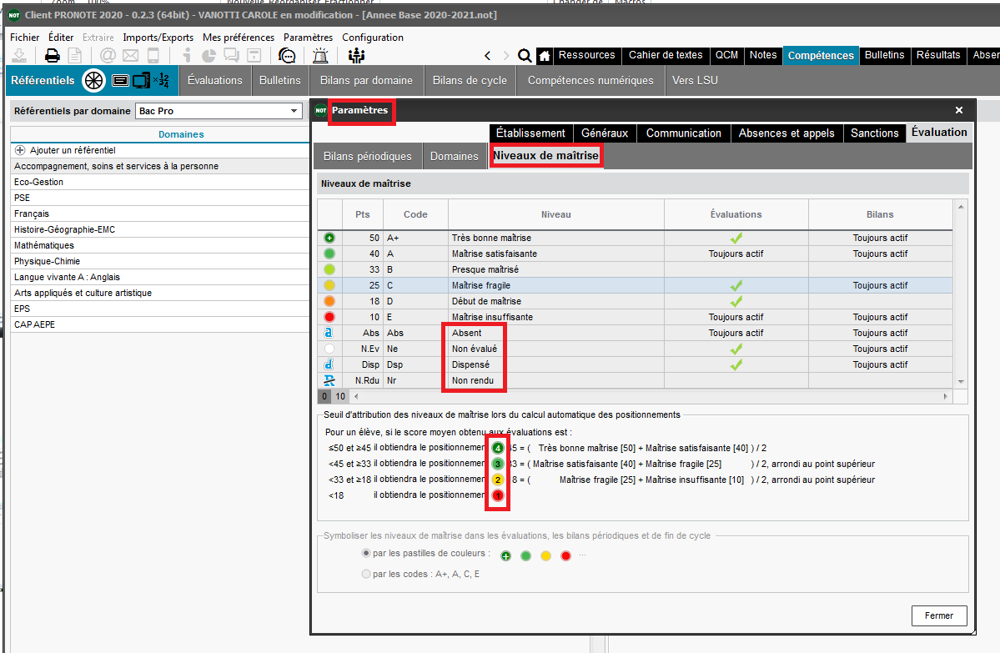 Zoom 100% Nouvelle Réorganiser Fractionner Changer de Macros
NOT Client PRONOTE 2020 - 0.2.3 (64bit) - VANOTTI CAROLE en modification - [Annee Base 2020-2021.not]
Fichier Éditer Extraire Imports/Exports Mes préférences Paramètres Configuration
Ressources Cahier de textes QCM Notes Compétences Bulletins Résultats Abser
Référentiels Évaluations Bulletins Bilans par domaine Bilans de cycle Compétences numériques Vers LSU
Référentiels par domaine Bac Pro
Domaines
Ajouter un référentiel
Accompagnement, soins et services à la personne
Eco-Gestion
PSE
Français
Histoire-Géographie-EMC
Mathématiques
Physique-Chimie
Langue vivante A : Anglais
Arts appliqués et culture artistique
EPS
CAP AEPE
NOT Paramètres
Établissement Généraux Communication Absences et appels Sanctions Évaluation
Bilans périodiques Domaines Niveaux de maîtrise
Niveaux de maîtrise
Pts Code Niveau Évaluations Bilans
50 A+ Très bonne maîtrise Toujours actif
40 A Maîtrise satisfaisante Toujours actif Toujours actif
33 B Presque maîtrisé
25 C Maîtrise fragile Toujours actif
18 D Début de maîtrise
10 E Maîtrise insuffisante Toujours actif Toujours actif
a Abs Abs Absent Toujours actif Toujours actif
N.Ev Ne Non évalué Toujours actif
d Disp Dsp Dispensé Toujours actif
R N.Rdu Nr Non rendu
0 10
Seuil d'attribution des niveaux de maîtrise lors du calcul automatique des positionnements
Pour un élève, si le score moyen obtenu aux évaluations est :
≤50 et ≥45 il obtiendra le positionnemen 4 45 = ( Très bonne maîtrise [50] + Maîtrise satisfaisante [40] ) / 2
<45 et ≥33 il obtiendra le positionnemen 3 33 = ( Maîtrise satisfaisante [40] + Maîtrise fragile [25] ) / 2, arrondi au point supérieur
<33 et ≥18 il obtiendra le positionnemen 2 18 = ( Maîtrise fragile [25] + Maîtrise insuffisante [10] ) / 2, arrondi au point supérieur
<18 il obtiendra le positionnemen 1
Symboliser les niveaux de maîtrise dans les évaluations, les bilans périodiques et de fin de cycle
par les pastilles de couleurs : ...
par les codes : A+, A, C, E
Fermer